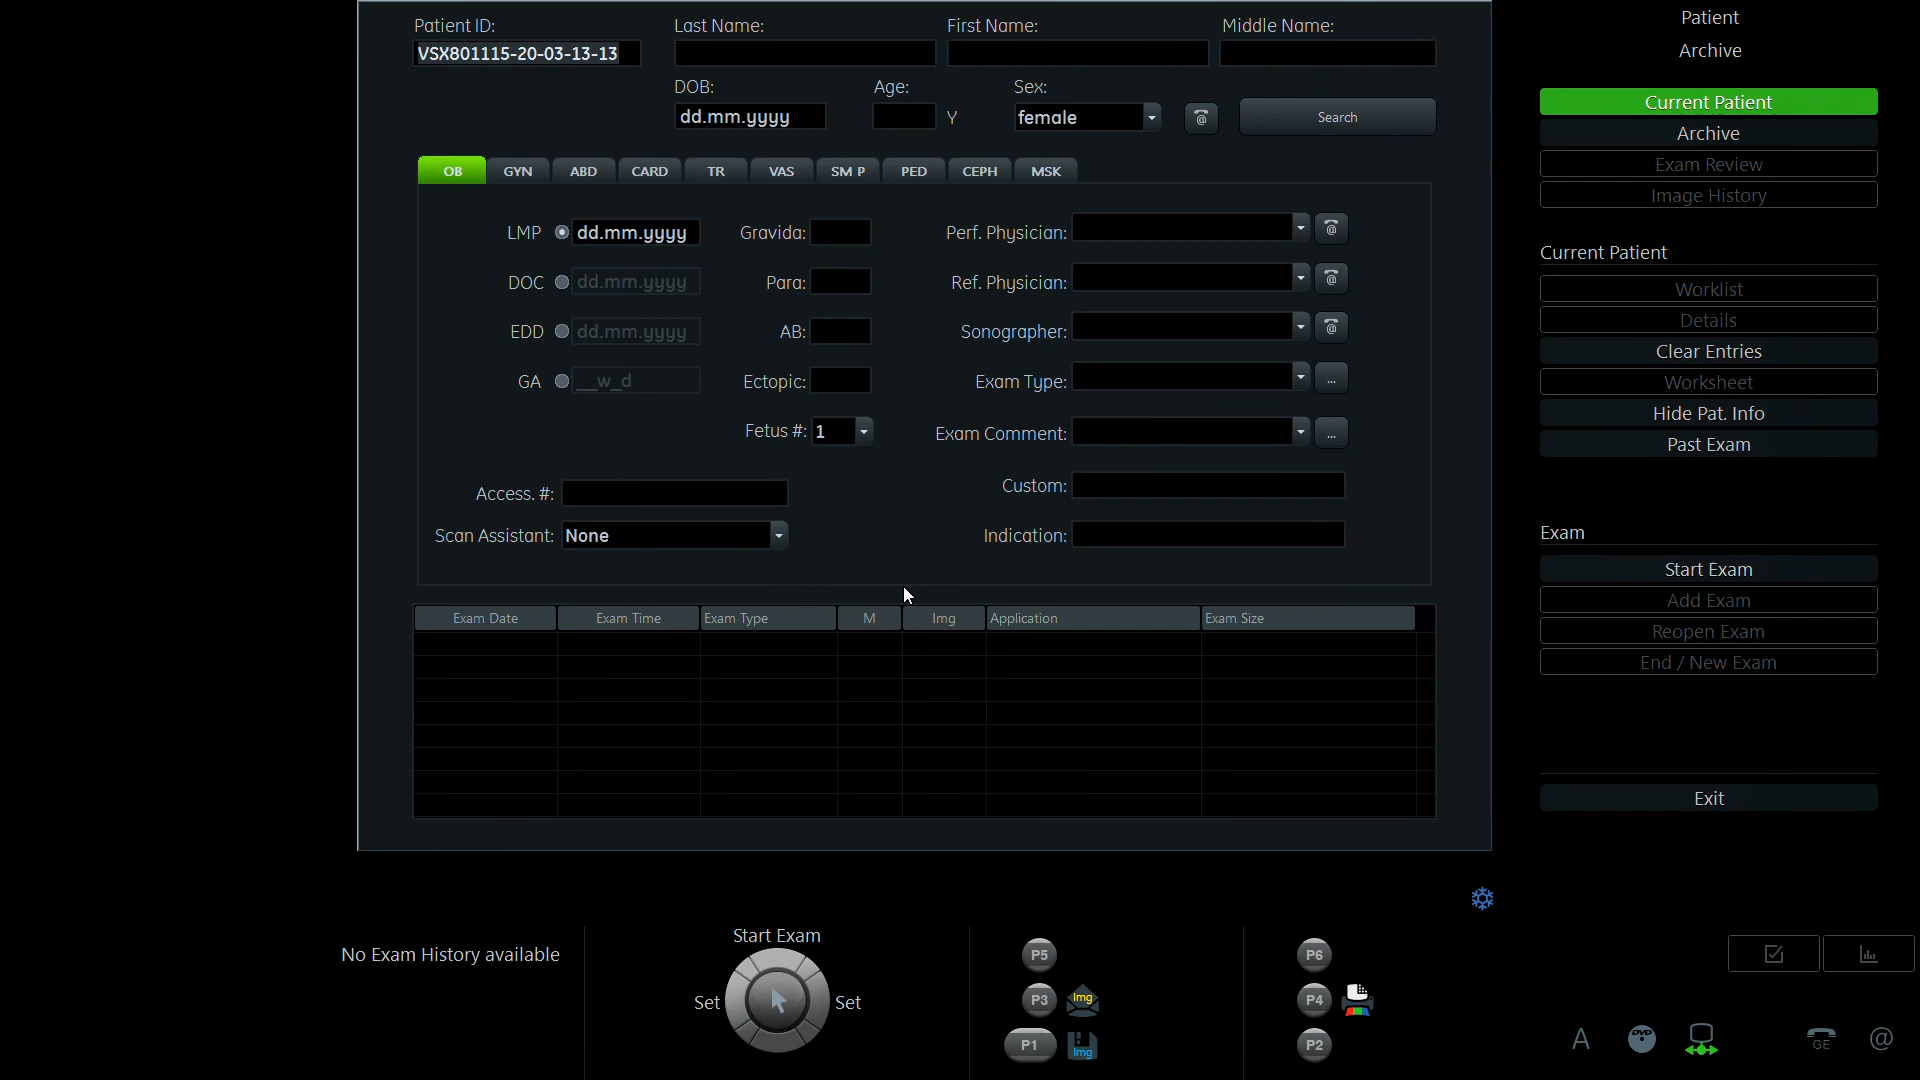 Patient ID: Last Name: First Name: Middle Name:
VSX801115-20-03-13-13
DOB: Age: Sex:
dd.mm.yyyy Y female @ Search
OB GYN ABD CARD TR VAS SM P PED CEPH MSK
LMP dd.mm.yyyy Gravida: Perf. Physician: @
DOC dd.mm.yyyy Para: Ref. Physician: @
EDD dd.mm.yyyy AB: Sonographer: @
GA __w_d Ectopic: Exam Type: ...
Fetus #: 1 Exam Comment: ...
Access. #: Custom:
Scan Assistant: None Indication:
Exam Date Exam Time Exam Type M Img Application Exam Size
Patient
Archive
Current Patient
Archive
Exam Review
Image History
Current Patient
Worklist
Details
Clear Entries
Worksheet
Hide Pat. Info
Past Exam
Exam
Start Exam
Add Exam
Reopen Exam
End / New Exam
Exit
No Exam History available
Start Exam
Set Set
P5
P3 Img
P1 Img
P6
P4
P2
A DVD GE @